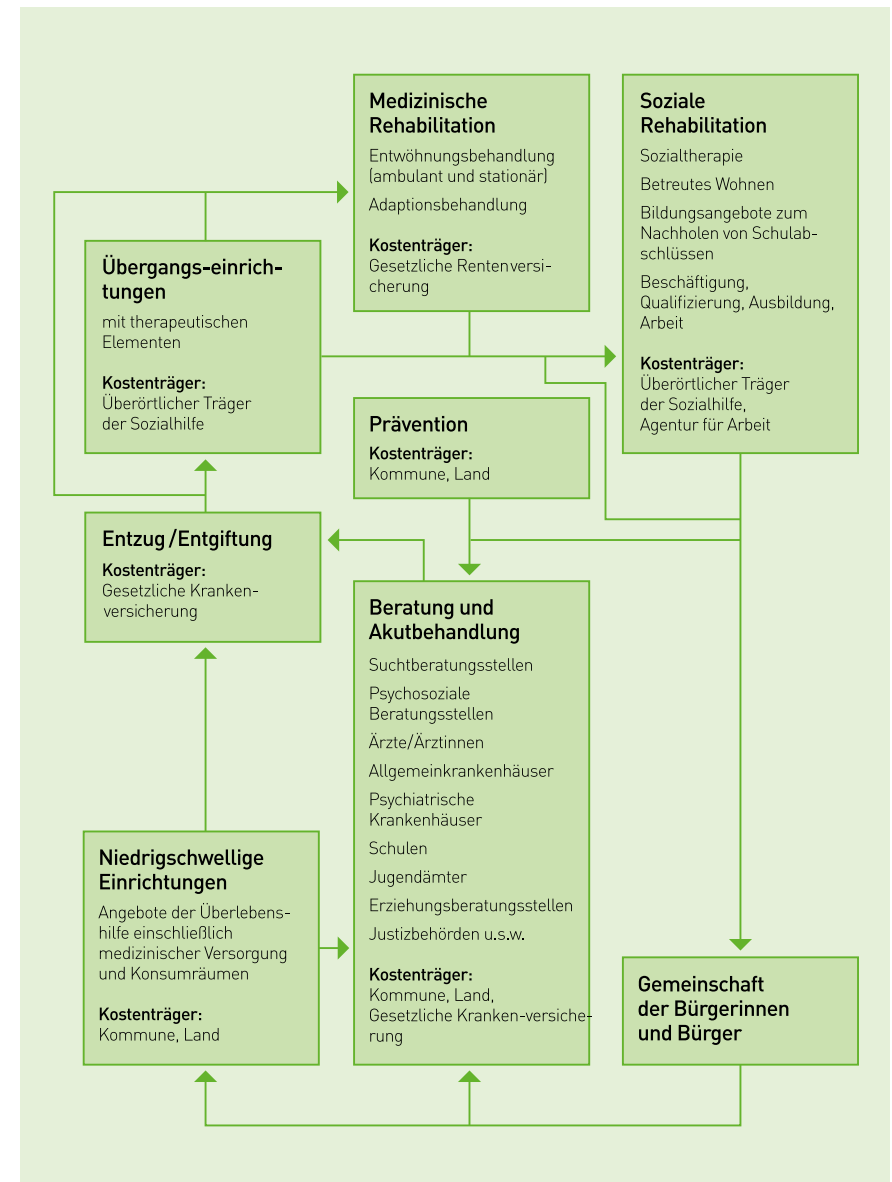 Medizinische
Rehabilitation
Entwöhnungsbehandlung
(ambulant und stationär)
Adaptionsbehandlung
Kostenträger:
Gesetzliche Rentenversi-
cherung
Soziale
Rehabilitation
Sozialtherapie
Betreutes Wohnen
Bildungsangebote zum
Nachholen von Schulab-
schlüssen
Beschäftigung,
Qualifizierung, Ausbildung,
Arbeit
Kostenträger:
Überörtlicher Träger
der Sozialhilfe,
Agentur für Arbeit
Übergangs-einrich-
tungen
mit therapeutischen
Elementen
Kostenträger:
Überörtlicher Träger
der Sozialhilfe
Prävention
Kostenträger:
Kommune, Land
Entzug/Entgiftung
Kostenträger:
Gesetzliche Kranken-
versicherung
Beratung und
Akutbehandlung
Suchtberatungsstellen
Psychosoziale
Beratungsstellen
Ärzte/Ärztinnen
Allgemeinkrankenhäuser
Psychiatrische
Krankenhäuser
Schulen
Jugendämter
Erziehungsberatungsstellen
Justizbehörden u.s.w.
Kostenträger:
Kommune, Land,
Gesetzliche Kranken-versiche-
rung
Niedrigschwellige
Einrichtungen
Angebote der Überlebens-
hilfe einschließlich
medizinischer Versorgung
und Konsumräumen
Kostenträger:
Kommune, Land
Gemeinschaft
der Bürgerinnen
und Bürger